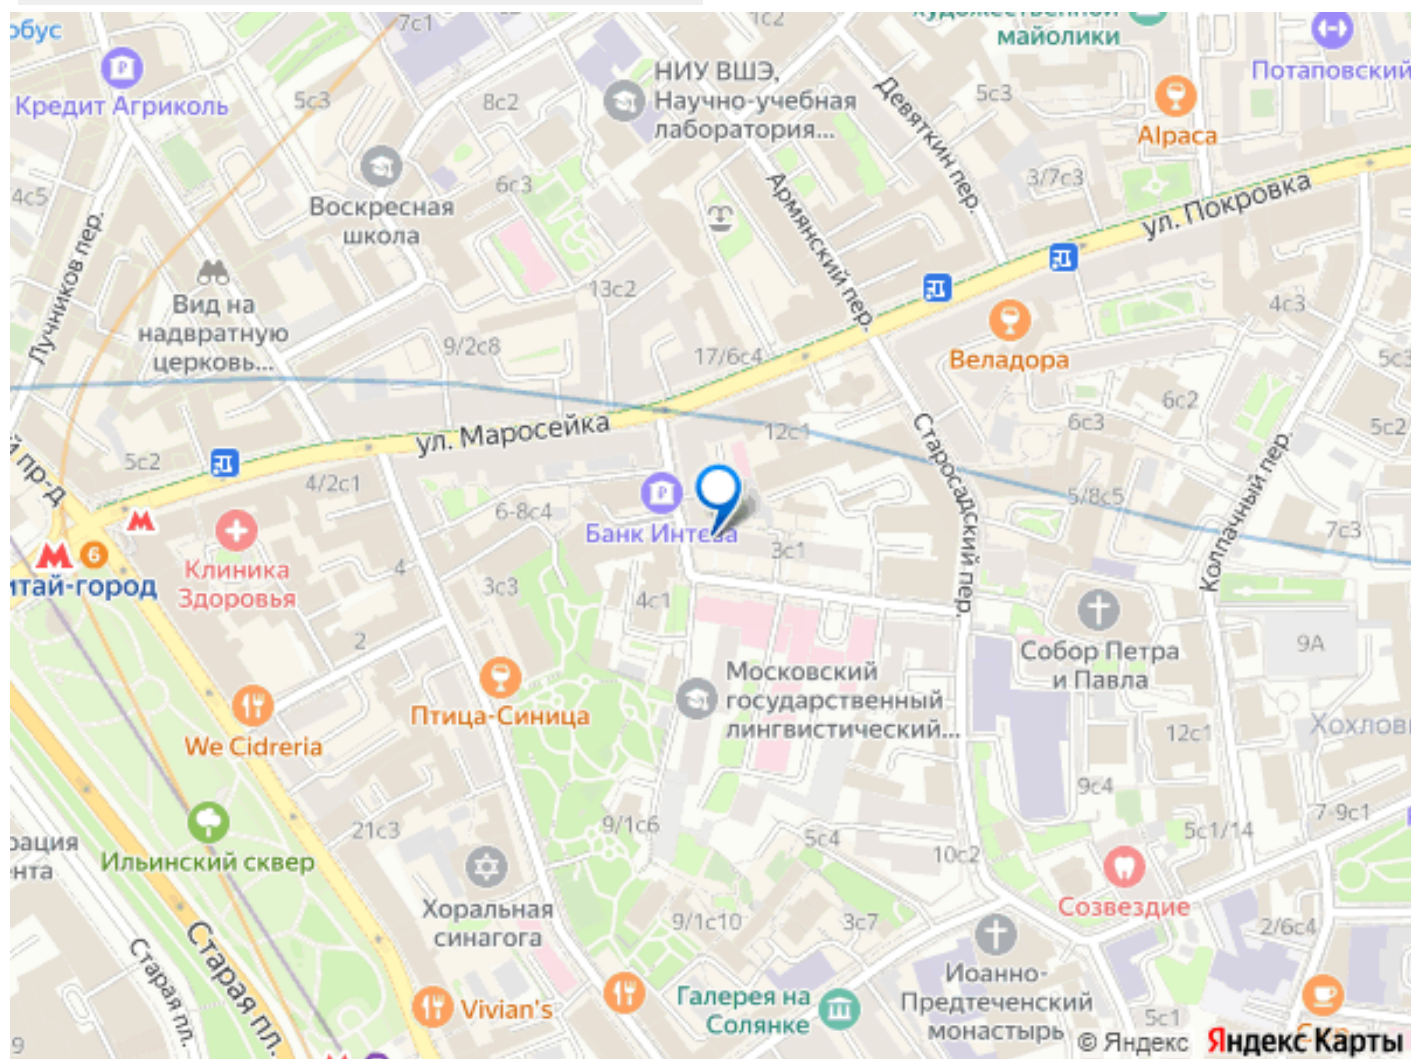 7с1
1с2
художественной
майолики
обус
Кредит Агриколь
5с3
8с2
НИУ ВШЭ,
Научно-учебная
лаборатория...
Девяткин пер.
5с3
Alpaca
Потаповский
4с5
Воскресная
школа
6с3
Армянский пер.
3/7с3
ул. Покровка
Лучников пер.
Вид на
надвратную
церковь...
13с2
9/2с8
17/6с4
Веладора
4с3
5с3
ул. Маросейка
12с1
6с3
6с2
5с2
й пр-д
5с2
4/2с1
6-8с4
Банк Интеза
3с1
Старосадский пер.
5/8с5
Колпачный пер.
7с3
6
итай-город
Клиника
Здоровья
4
3с3
4с1
2
Собор Петра
и Павла
9А
Птица-Синица
Московский
государственный
лингвистический...
We Cidreria
12с1
Хохлов
9с4
Ильинский сквер
21с3
9/1с6
5с4
10с2
5с1/14
7-9с1
рация
нта
Хоральная
синагога
9/1с10
3с7
Созвездие
2/6с4
Старая пл.
Старая пл.
Vivian's
Галерея на
Солянке
Иоанно-
Предтеченский
монастырь
5с1
9
© Яндекс
Яндекс Карты